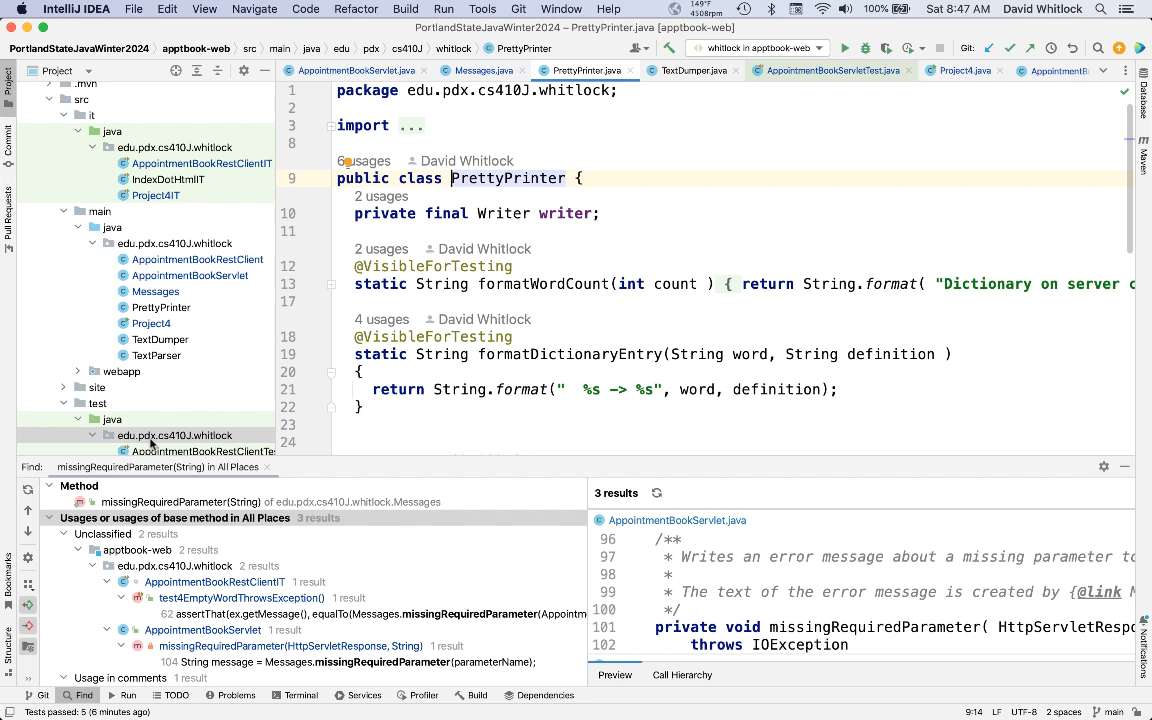 IntelliJ IDEA File Edit View Navigate Code Refactor Build Run Tools Git Window Help 149°F 4508rpm 100% Sat 8:47 AM David Whitlock
PortlandStateJavaWinter2024 – PrettyPrinter.java [apptbook-web]
PortlandStateJavaWinter2024 apptbook-web src main java edu pdx cs410J whitlock PrettyPrinter whitlock in apptbook-web Git:
Project AppointmentBookServlet.java Messages.java PrettyPrinter.java TextDumper.java AppointmentBookServletTest.java Project4.java AppointmentB
Project
Commit
Pull Requests
Bookmarks
Structure
Database
Maven
Notifications
.mvn
src
it
java
edu.pdx.cs410J.whitlock
AppointmentBookRestClientIT
IndexDotHtmlIT
Project4IT
main
java
edu.pdx.cs410J.whitlock
AppointmentBookRestClient
AppointmentBookServlet
Messages
PrettyPrinter
Project4
TextDumper
TextParser
webapp
site
test
java
edu.pdx.cs410J.whitlock
AppointmentBookRestClientTe
1 package edu.pdx.cs410J.whitlock;
2
3 import ...
8
6 usages David Whitlock
9 public class PrettyPrinter {
2 usages
10 private final Writer writer;
11
2 usages David Whitlock
12 @VisibleForTesting
13 static String formatWordCount(int count ) { return String.format( "Dictionary on server c
17
4 usages David Whitlock
18 @VisibleForTesting
19 static String formatDictionaryEntry(String word, String definition )
20 {
21 return String.format("  %s -> %s", word, definition);
22 }
23
24
Find: missingRequiredParameter(String) in All Places
Method
missingRequiredParameter(String) of edu.pdx.cs410J.whitlock.Messages
Usages or usages of base method in All Places 3 results
Unclassified 2 results
apptbook-web 2 results
edu.pdx.cs410J.whitlock 2 results
AppointmentBookRestClientIT 1 result
test4EmptyWordThrowsException() 1 result
62 assertThat(ex.getMessage(), equalTo(Messages.missingRequiredParameter(Appointm
AppointmentBookServlet 1 result
missingRequiredParameter(HttpServletResponse, String) 1 result
104 String message = Messages.missingRequiredParameter(parameterName);
Usage in comments 1 result
3 results
AppointmentBookServlet.java
96 /**
97 * Writes an error message about a missing parameter to
98 *
99 * The text of the error message is created by {@link M
100 */
101 private void missingRequiredParameter( HttpServletRespo
102 throws IOException
Preview Call Hierarchy
Git Find Run TODO Problems Terminal Services Profiler Build Dependencies
Tests passed: 5 (6 minutes ago) 9:14 LF UTF-8 2 spaces main